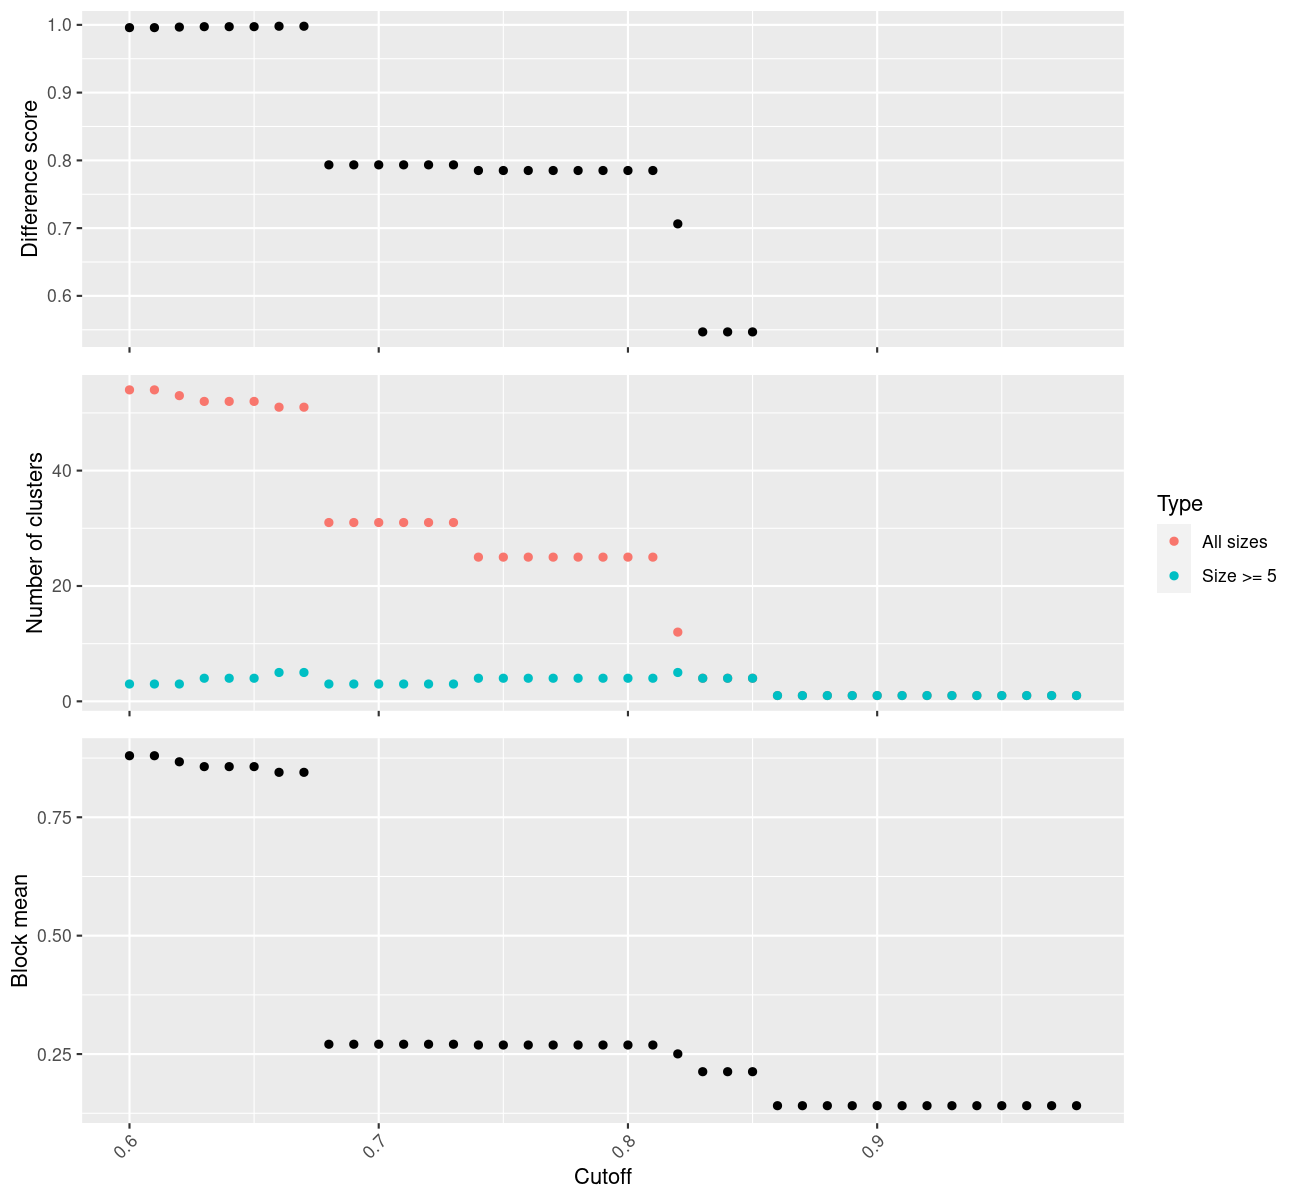 Difference score
1.0
0.9
0.8
0.7
0.6
Number of clusters
40
20
0
Type
All sizes
Size >= 5
Block mean
0.75
0.50
0.25
0.6
0.7
0.8
0.9
Cutoff